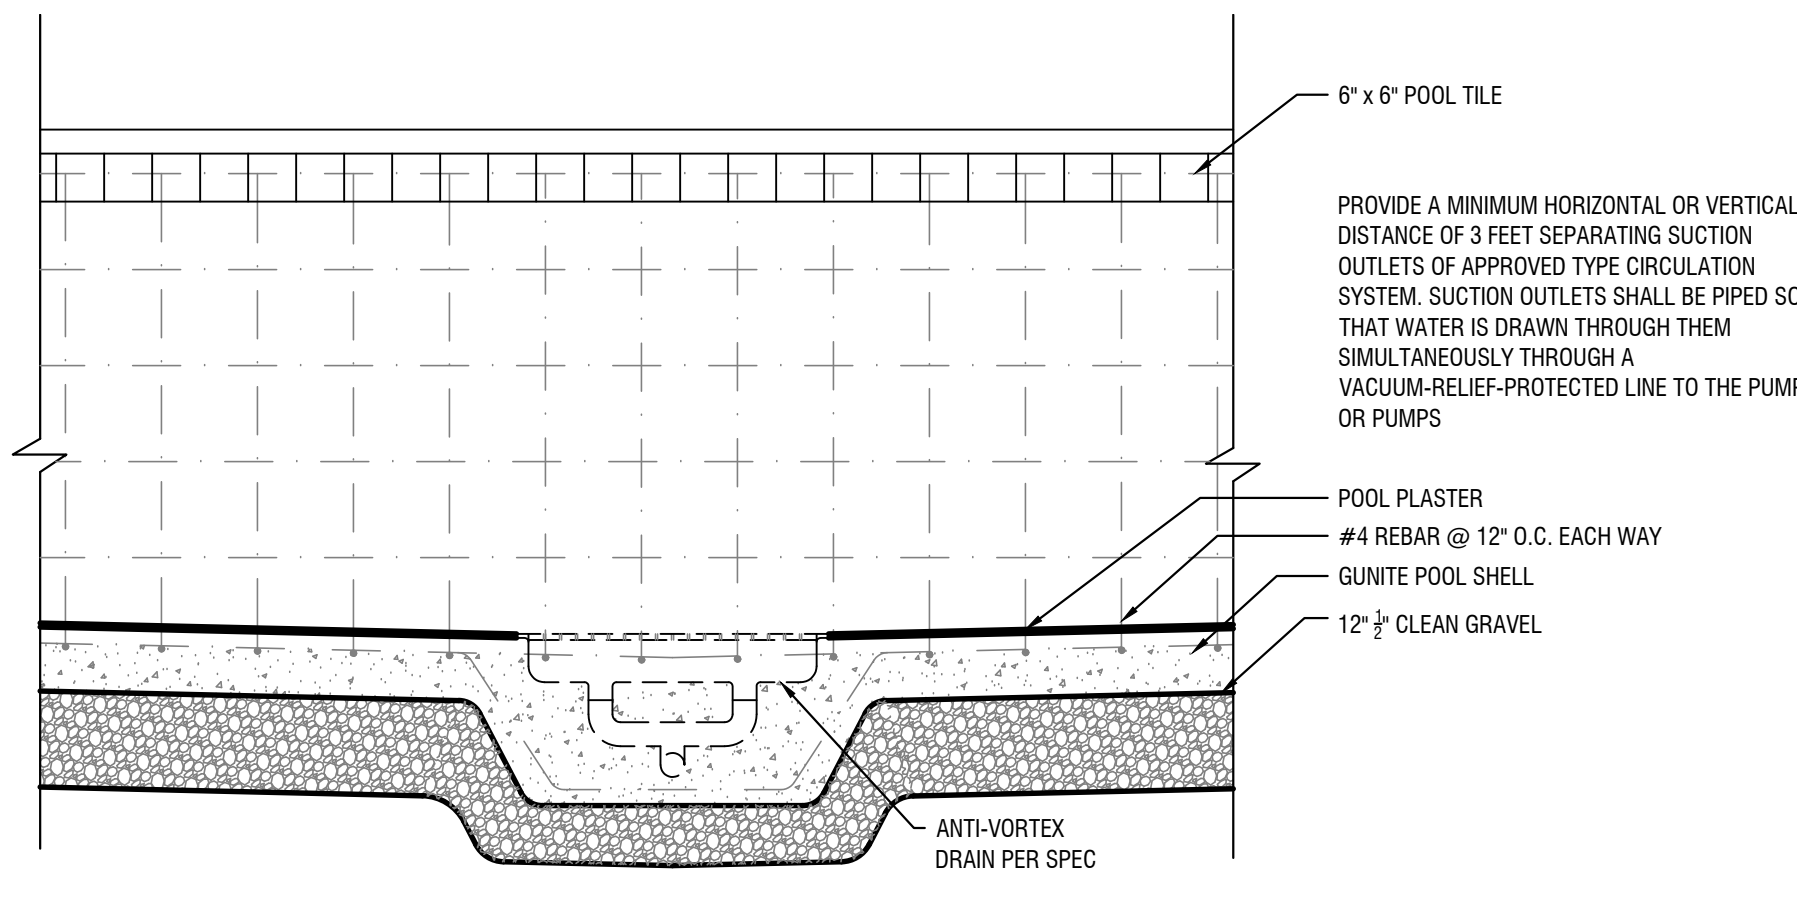 6" x 6" POOL TILE
PROVIDE A MINIMUM HORIZONTAL OR VERTICAL
DISTANCE OF 3 FEET SEPARATING SUCTION
OUTLETS OF APPROVED TYPE CIRCULATION
SYSTEM. SUCTION OUTLETS SHALL BE PIPED SO
THAT WATER IS DRAWN THROUGH THEM
SIMULTANEOUSLY THROUGH A
VACUUM-RELIEF-PROTECTED LINE TO THE PUMP
OR PUMPS
POOL PLASTER
#4 REBAR @ 12" O.C. EACH WAY
GUNITE POOL SHELL
12" 1/2" CLEAN GRAVEL
ANTI-VORTEX
DRAIN PER SPEC